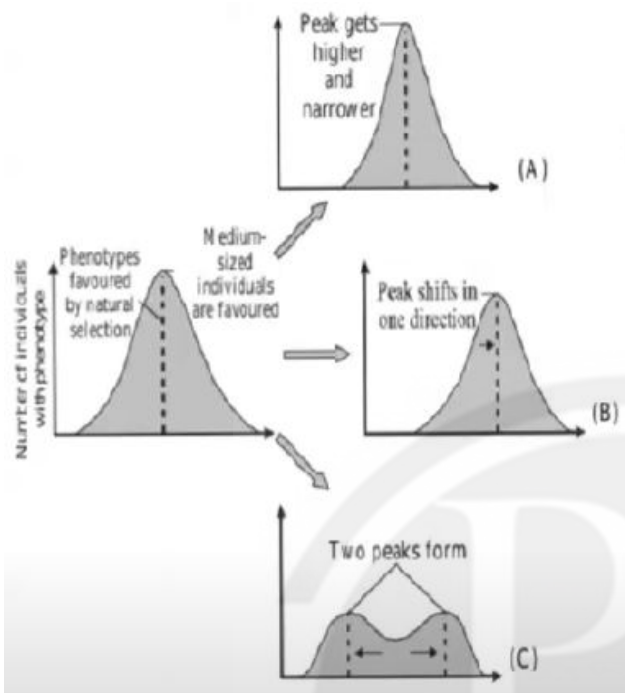 Peak gets
higher
and
narrower
(A)
Number of individuals
with phenotype
Phenotypes
favoured
by natural
selection
Medium-
sized
individuals
are favoured
Peak shifts in
one direction
(B)
Two peaks form
(C)